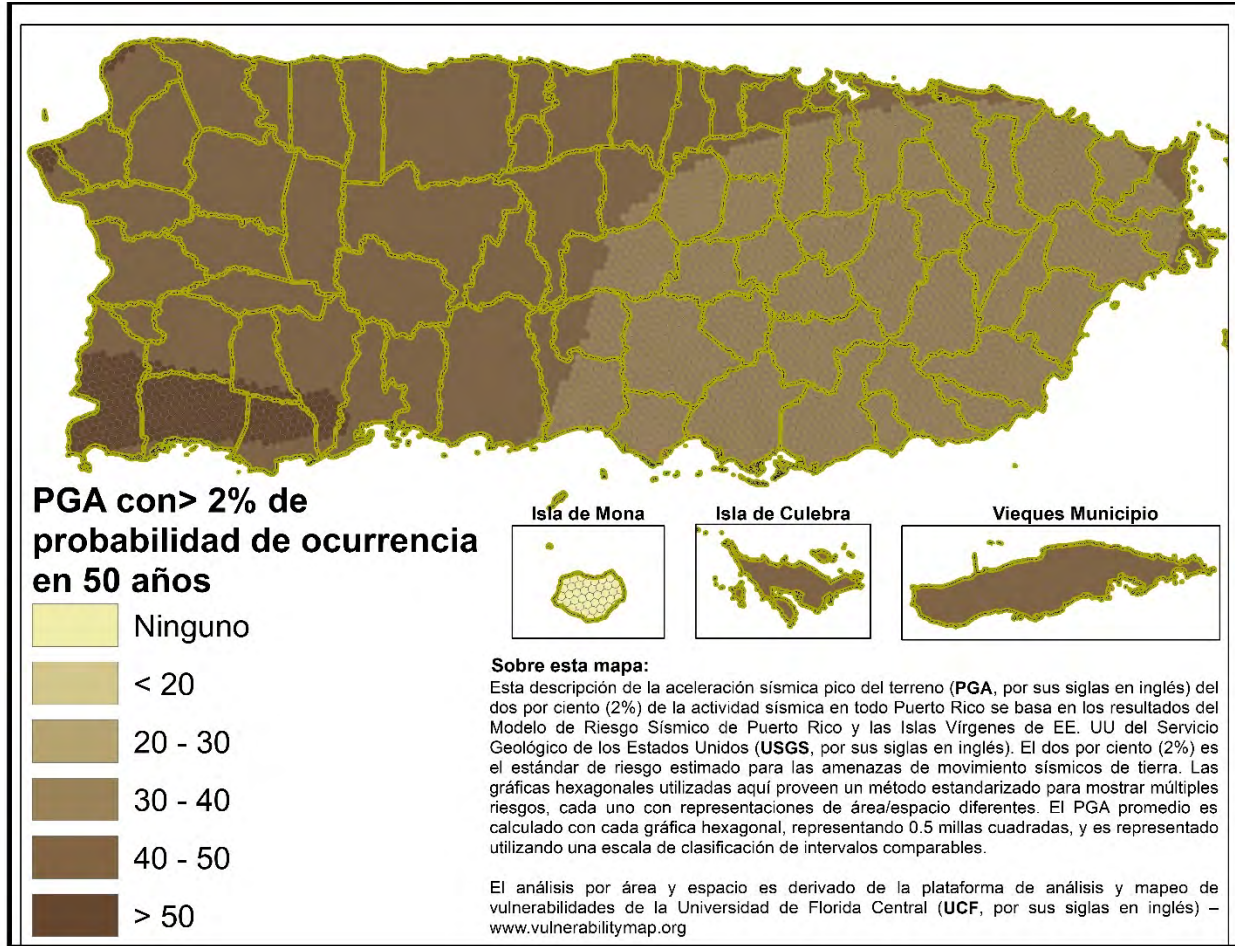 Isla de Mona
Isla de Culebra
Vieques Municipio
PGA con> 2% de
probabilidad de ocurrencia
en 50 años
Ninguno
< 20
20 - 30
30 - 40
40 - 50
> 50
Sobre esta mapa:
Esta descripción de la aceleración sísmica pico del terreno (PGA, por sus siglas en inglés) del
dos por ciento (2%) de la actividad sísmica en todo Puerto Rico se basa en los resultados del
Modelo de Riesgo Sísmico de Puerto Rico y las Islas Vírgenes de EE. UU del Servicio
Geológico de los Estados Unidos (USGS, por sus siglas en inglés). El dos por ciento (2%) es
el estándar de riesgo estimado para las amenazas de movimiento sísmicos de tierra. Las
gráficas hexagonales utilizadas aquí proveen un método estandarizado para mostrar múltiples
riesgos, cada uno con representaciones de área/espacio diferentes. El PGA promedio es
calculado con cada gráfica hexagonal, representando 0.5 millas cuadradas, y es representado
utilizando una escala de clasificación de intervalos comparables.
El análisis por área y espacio es derivado de la plataforma de análisis y mapeo de
vulnerabilidades de la Universidad de Florida Central (UCF, por sus siglas en inglés) –
www.vulnerabilitymap.org